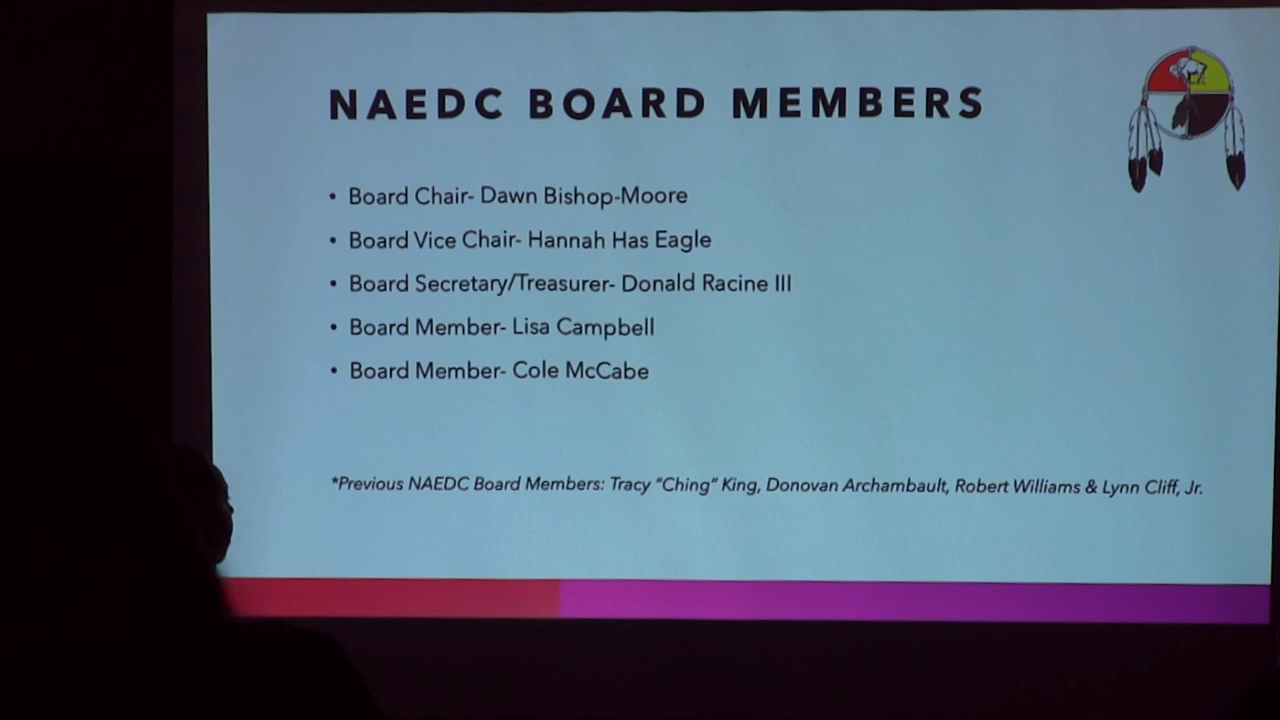 NAEDC BOARD MEMBERS
• Board Chair- Dawn Bishop-Moore
• Board Vice Chair- Hannah Has Eagle
• Board Secretary/Treasurer- Donald Racine III
• Board Member- Lisa Campbell
• Board Member- Cole McCabe
*Previous NAEDC Board Members: Tracy "Ching" King, Donovan Archambault, Robert Williams & Lynn Cliff, Jr.